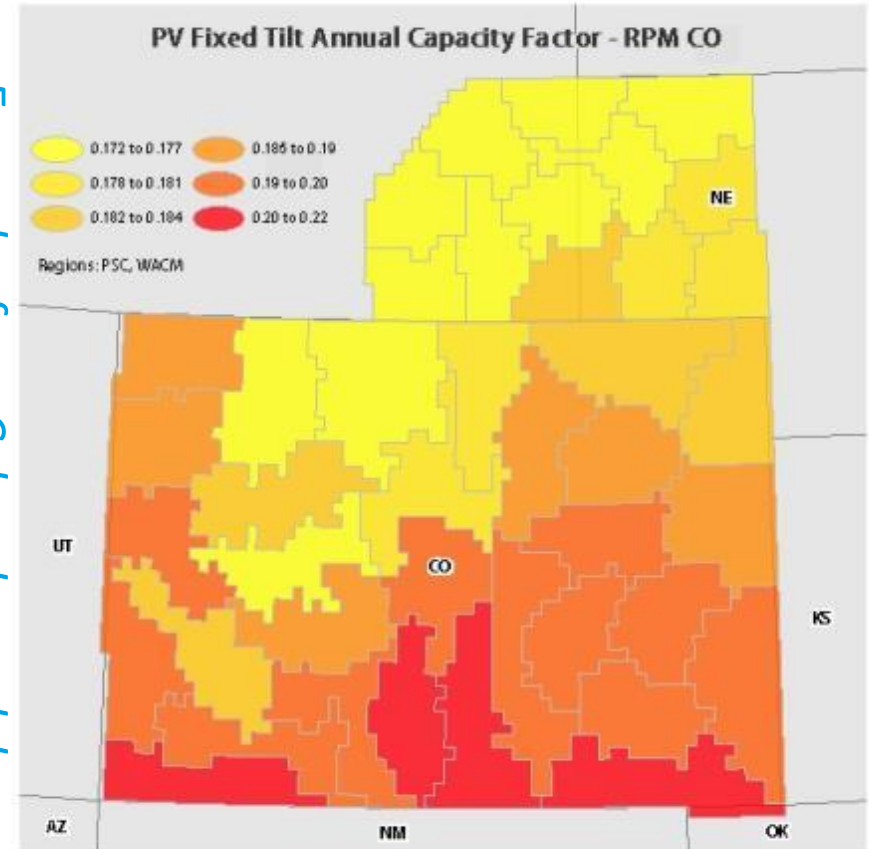 PV Fixed Tilt Annual Capacity Factor - RPM CO
0.172 to 0.177
0.185 to 0.19
0.178 to 0.181
0.19 to 0.20
0.182 to 0.184
0.20 to 0.22
Regions: PSC, WACM
NE
UT
CO
KS
AZ
NM
OK